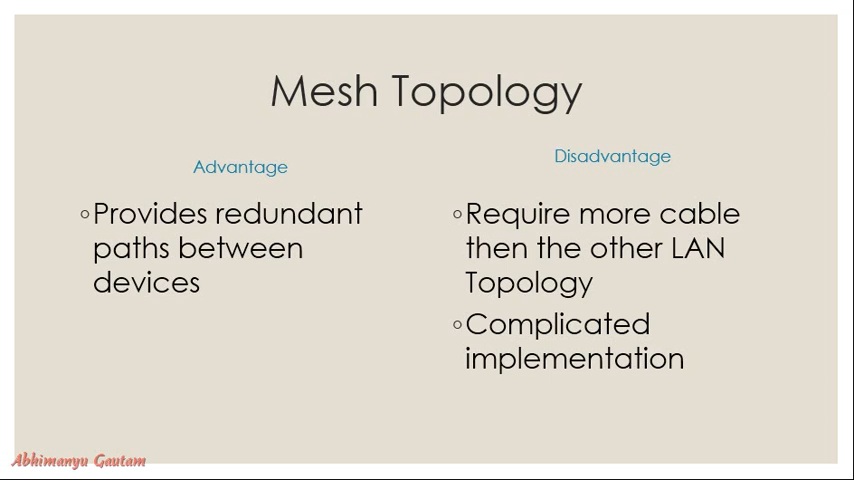 Mesh Topology
Advantage
◦Provides redundant
paths between
devices
Disadvantage
◦Require more cable
then the other LAN
Topology
◦Complicated
implementation
Abhimanyu Gautam